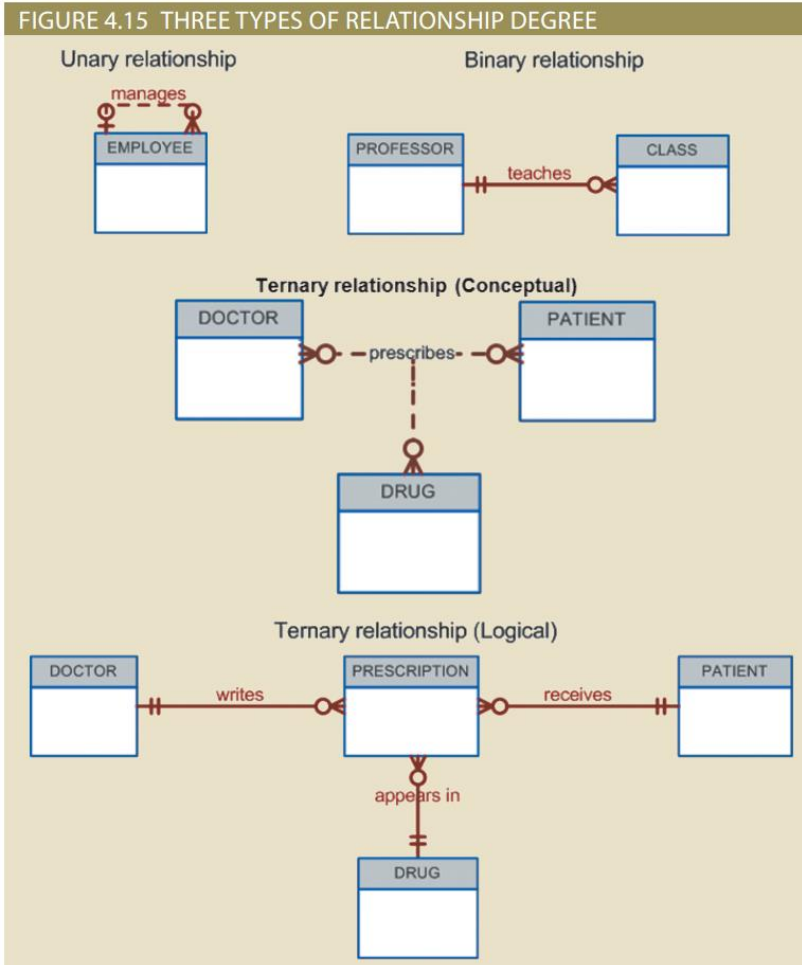 FIGURE 4.15 THREE TYPES OF RELATIONSHIP DEGREE
Unary relationship
Binary relationship
manages
EMPLOYEE
PROFESSOR
teaches
CLASS
Ternary relationship (Conceptual)
DOCTOR
PATIENT
prescribes
DRUG
Ternary relationship (Logical)
DOCTOR
writes
PRESCRIPTION
receives
PATIENT
appears in
DRUG